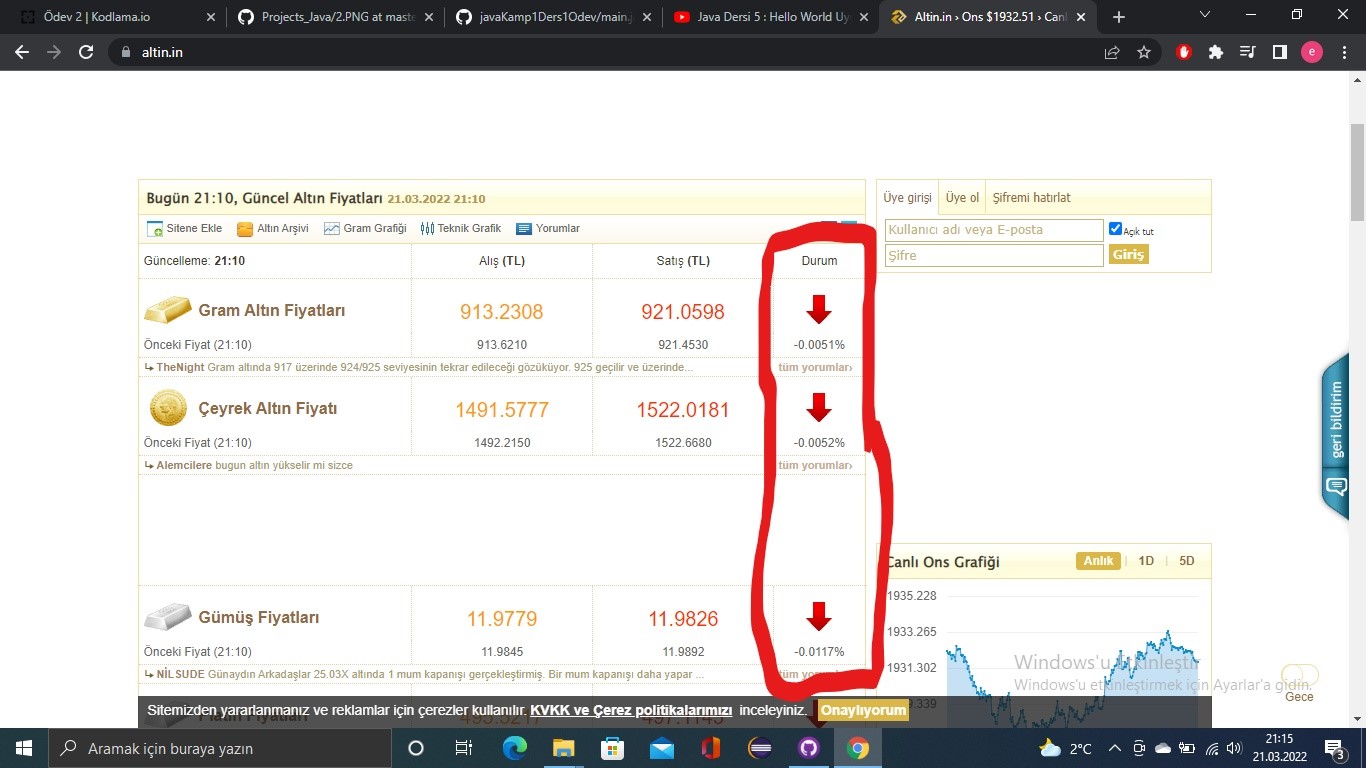 Ödev 2 | Kodlama.io
Projects_Java/2.PNG at maste
javaKamp1Ders1Odev/main.j
Java Dersi 5 : Hello World Uy
Altin.in › Ons $1932.51 › Canl
altin.in
e
Bugün 21:10, Güncel Altın Fiyatları 21.03.2022 21:10
Sitene Ekle Altın Arşivi Gram Grafiği Teknik Grafik Yorumlar
Güncelleme: 21:10 Alış (TL) Satış (TL) Durum
Gram Altın Fiyatları 913.2308 921.0598
Önceki Fiyat (21:10) 913.6210 921.4530 -0.0051%
TheNight Gram altında 917 üzerinde 924/925 seviyesinin tekrar edileceği gözüküyor. 925 geçilir ve üzerinde... tüm yorumlar›
Çeyrek Altın Fiyatı 1491.5777 1522.0181
Önceki Fiyat (21:10) 1492.2150 1522.6680 -0.0052%
Alemcilere bugun altın yükselir mi sizce tüm yorumlar›
Gümüş Fiyatları 11.9779 11.9826
Önceki Fiyat (21:10) 11.9845 11.9892 -0.0117%
NİLSUDE Günaydın Arkadaşlar 25.03X altında 1 mum kapanışı gerçekleştirmiş. Bir mum kapanışı daha yapar ... tüm yorumlar›
Sitemizden yararlanmanız ve reklamlar için çerezler kullanılır. KVKK ve Çerez politikalarımızı inceleyiniz. Onaylıyorum
Üye girişi Üye ol Şifremi hatırlat
Kullanıcı adı veya E-posta Açık tut
Şifre Giriş
geri bildirim
Canlı Ons Grafiği Anlık 1D 5D
1935.228
1933.265
1931.302
Windows'u Etkinleştir
Windows'u etkinleştirmek için Ayarlar'a gidin.
Gece
Aramak için buraya yazın
2°C
21:15
21.03.2022
3